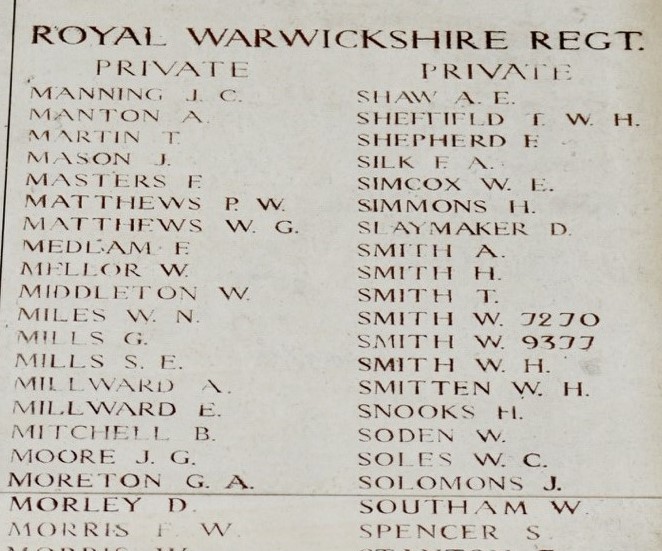 ROYAL WARWICKSHIRE REGT.
PRIVATE
MANNING J. C.
MANTON A.
MARTIN T.
MASON J.
MASTERS F.
MATTHEWS P. W.
MATTHEWS W. G.
MEDLAM F.
MELLOR W.
MIDDLETON W.
MILES W. N.
MILLS G.
MILLS S. E.
MILLWARD A.
MILLWARD E.
MITCHELL B.
MOORE J. G.
MORETON G. A.
MORLEY D.
MORRIS F. W.
MORRIS W.
PRIVATE
SHAW A. E.
SHEFFIELD T. W. H.
SHEPHERD F.
SILK F. A.
SIMCOX W. E.
SIMMONS H.
SLAYMAKER D.
SMITH A.
SMITH H.
SMITH T.
SMITH W. 7270
SMITH W. 9377
SMITH W. H.
SMITTEN W. H.
SNOOKS H.
SODEN W.
SOLES W. C.
SOLOMONS J.
SOUTHAM W.
SPENCER S.